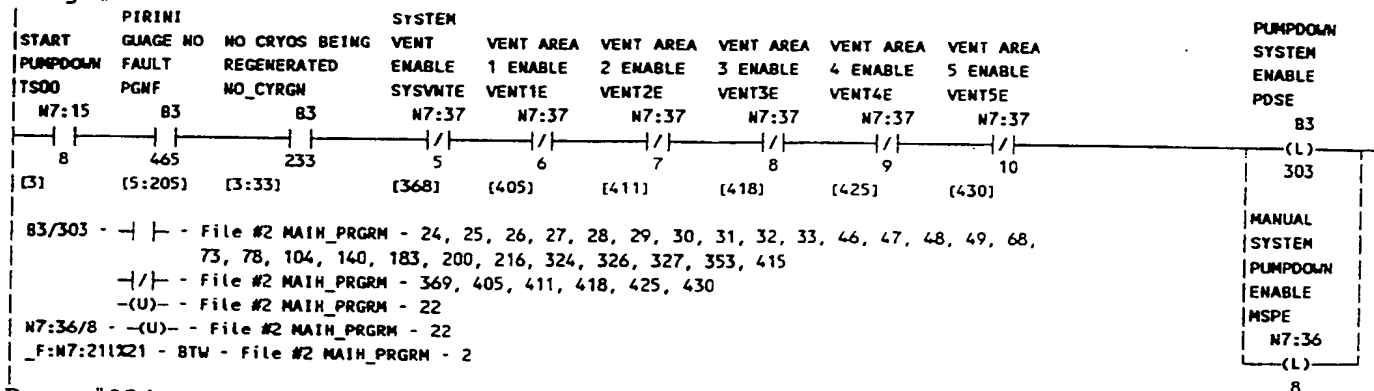 PIRINI SYSTEM PUMPDOWN
START GUAGE NO NO CRYOS BEING VENT VENT AREA VENT AREA VENT AREA VENT AREA VENT AREA SYSTEM
PUMPDOWN FAULT REGENERATED ENABLE 1 ENABLE 2 ENABLE 3 ENABLE 4 ENABLE 5 ENABLE ENABLE
TS00 PGNF NO_CYRGN SYSVNTE VENT1E VENT2E VENT3E VENT4E VENT5E PDSE
N7:15 B3 B3 N7:37 N7:37 N7:37 N7:37 N7:37 N7:37 B3
(L)
8 465 233 5 6 7 8 9 10 303
[3] [5:205] [3:33] [368] [405] [411] [418] [425] [430]
B3/303 - -| |- - File #2 MAIN_PRGRM - 24, 25, 26, 27, 28, 29, 30, 31, 32, 33, 46, 47, 48, 49, 68,
73, 78, 104, 140, 183, 200, 216, 324, 326, 327, 353, 415
-|/|- - File #2 MAIN_PRGRM - 369, 405, 411, 418, 425, 430
-(U)- - File #2 MAIN_PRGRM - 22
N7:36/8 - -(U)- - File #2 MAIN_PRGRM - 22
_F:N7:211%21 - BTW - File #2 MAIN_PRGRM - 2
MANUAL
SYSTEM
PUMPDOWN
ENABLE
MSPE
N7:36
(L)
8